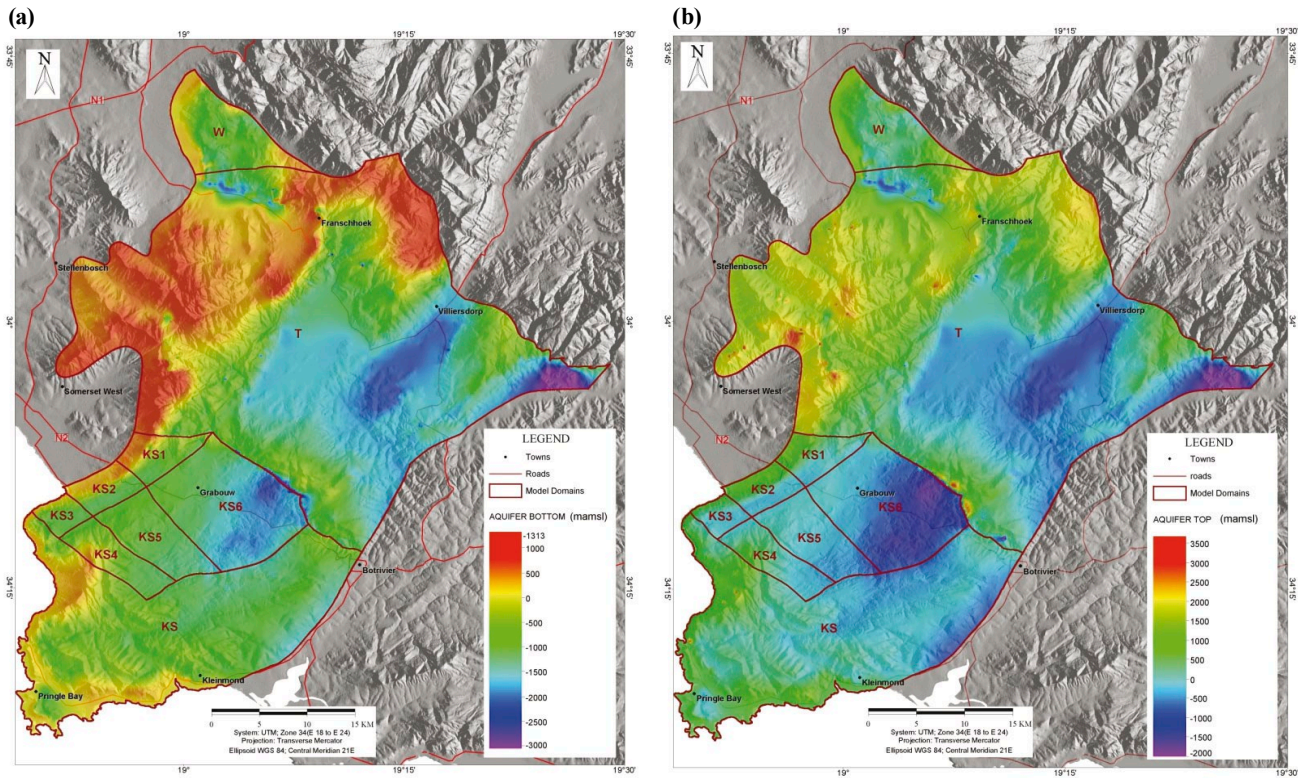 (a)
19°
19°15'
19°30'
33°45'
N
N1
W
Franschhoek
Stellenbosch
34°
34°
T
Villiersdorp
Somerset West
N2
KS1
KS2
Grabouw
KS6
KS3
KS5
KS4
Botrivier
34°15'
34°15'
KS
Pringle Bay
Kleinmond
LEGEND
Towns
Roads
Model Domains
AQUIFER BOTTOM (mamsl)
-1313
1000
500
0
-500
-1000
-1500
-2000
-2500
-3000
0 5 10 15 KM
System: UTM; Zone 34(E 18 to E 24)
Projection: Transverse Mercator
Ellipsoid WGS 84; Central Meridian 21E
19°
19°15'
19°30'
(b)
19°
19°15'
19°30'
33°45'
N
N1
W
Franschhoek
Stellenbosch
34°
34°
T
Villiersdorp
Somerset West
N2
KS1
KS2
Grabouw
KS6
KS3
KS5
KS4
Botrivier
34°15'
34°15'
KS
Pringle Bay
Kleinmond
LEGEND
Towns
roads
Model Domains
AQUIFER TOP (mamsl)
3500
3000
2500
2000
1500
1000
500
0
-500
-1000
-1500
-2000
0 5 10 15 KM
System: UTM; Zone 34(E 18 to E 24)
Projection: Transverse Mercator
Ellipsoid WGS 84; Central Meridian 21E
19°
19°15'
19°30'